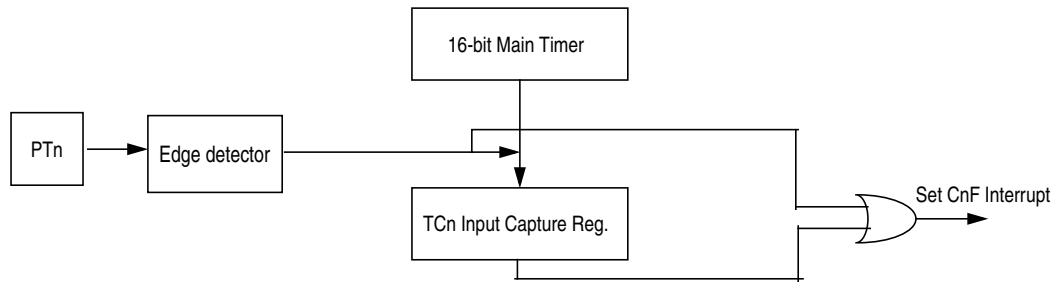 16-bit Main Timer
PTn
Edge detector
TCn Input Capture Reg.
Set CnF Interrupt